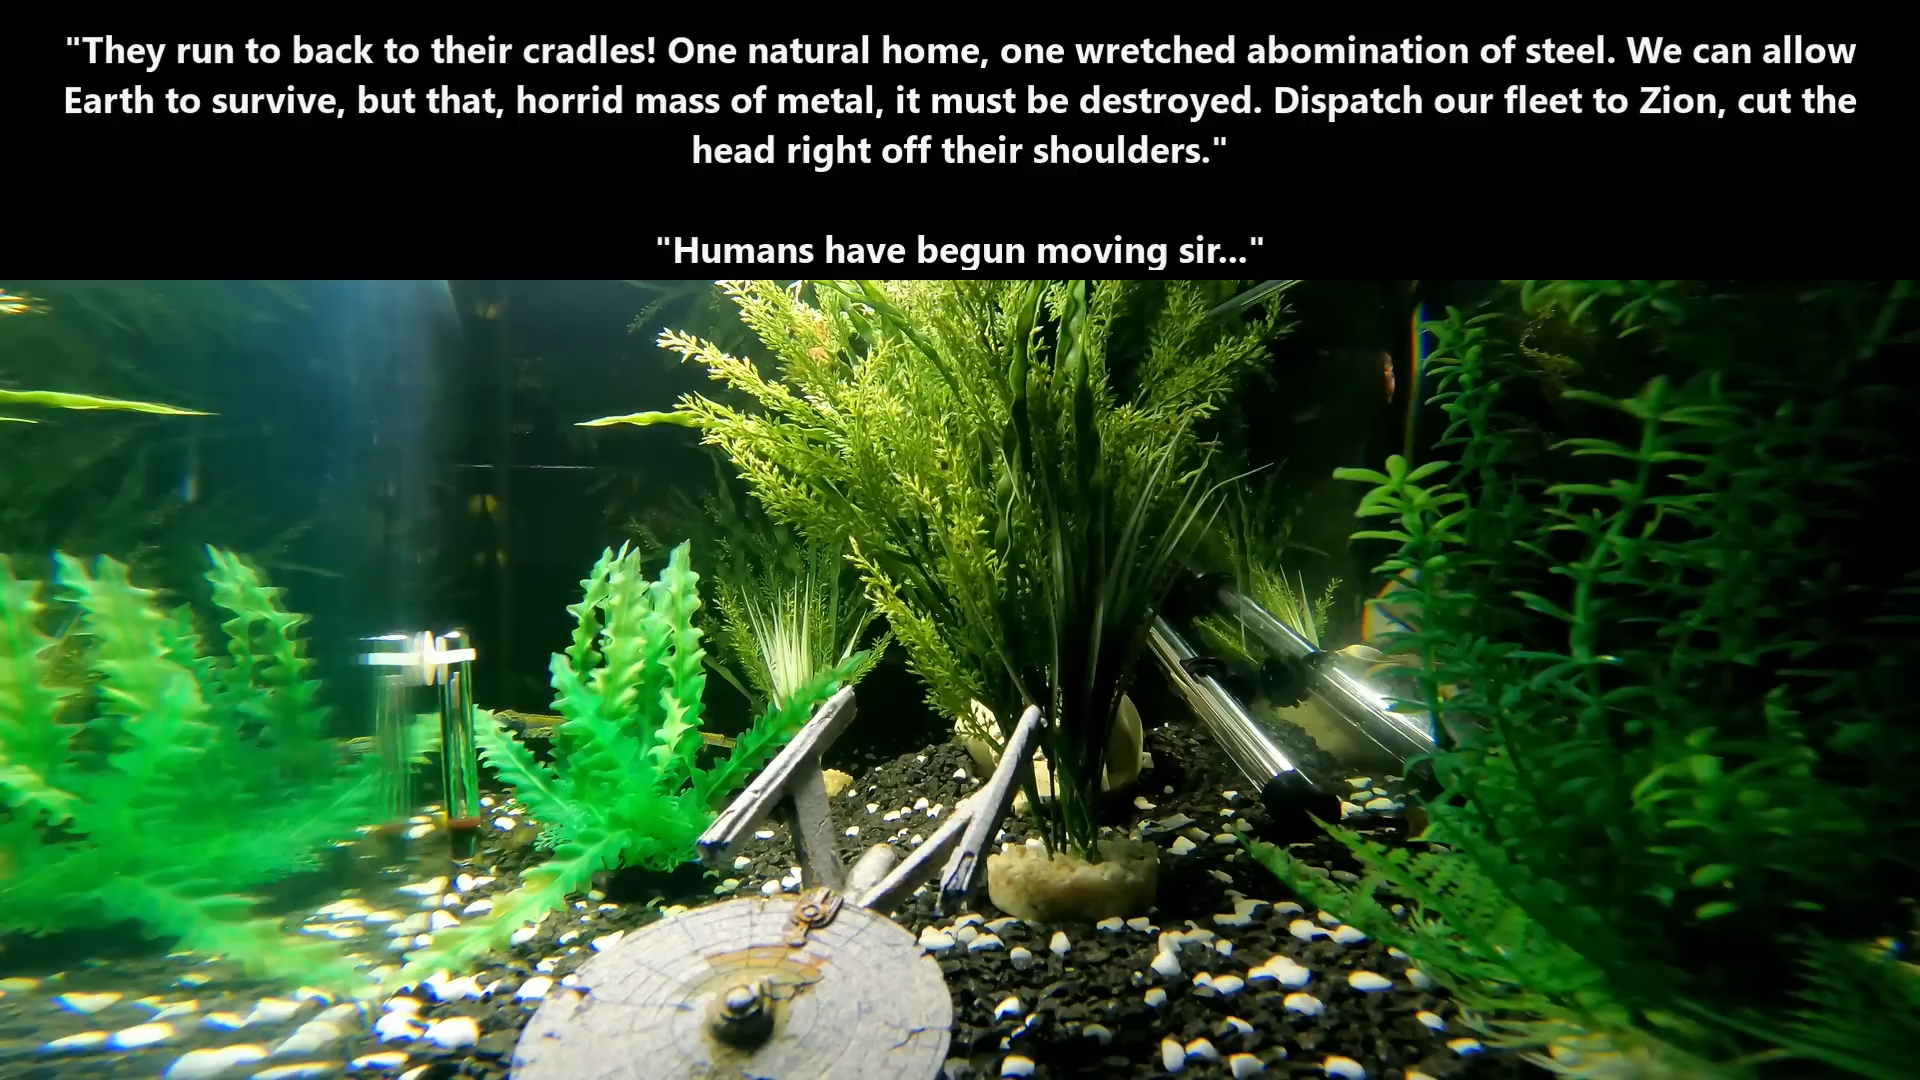 "They run to back to their cradles! One natural home, one wretched abomination of steel. We can allow
Earth to survive, but that, horrid mass of metal, it must be destroyed. Dispatch our fleet to Zion, cut the
head right off their shoulders."
"Humans have begun moving sir..."